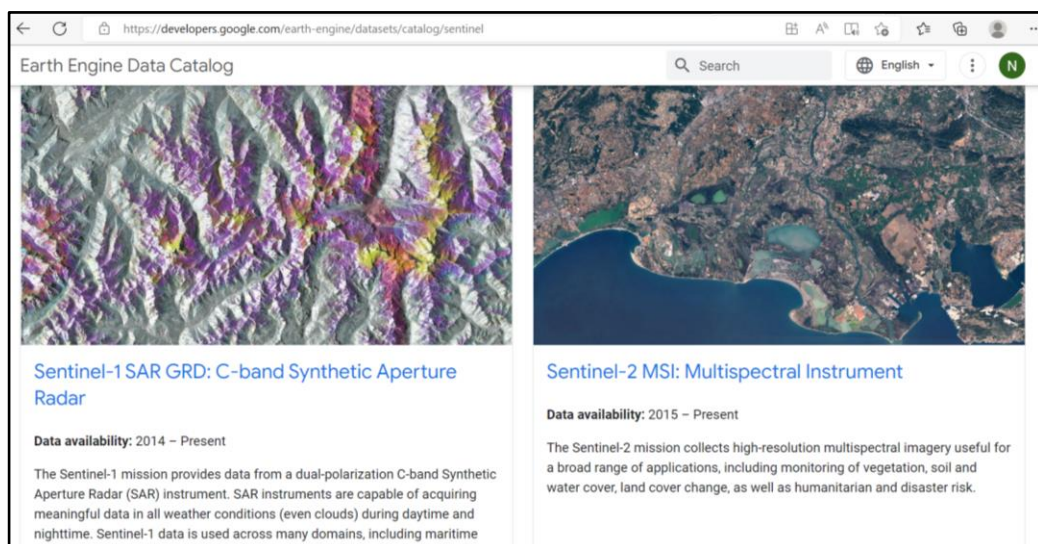 https://developers.google.com/earth-engine/datasets/catalog/sentinel
Earth Engine Data Catalog
Search
English
N
Sentinel-1 SAR GRD: C-band Synthetic Aperture
Radar
Data availability: 2014 – Present
The Sentinel-1 mission provides data from a dual-polarization C-band Synthetic
Aperture Radar (SAR) instrument. SAR instruments are capable of acquiring
meaningful data in all weather conditions (even clouds) during daytime and
nighttime. Sentinel-1 data is used across many domains, including maritime
Sentinel-2 MSI: Multispectral Instrument
Data availability: 2015 – Present
The Sentinel-2 mission collects high-resolution multispectral imagery useful for
a broad range of applications, including monitoring of vegetation, soil and
water cover, land cover change, as well as humanitarian and disaster risk.